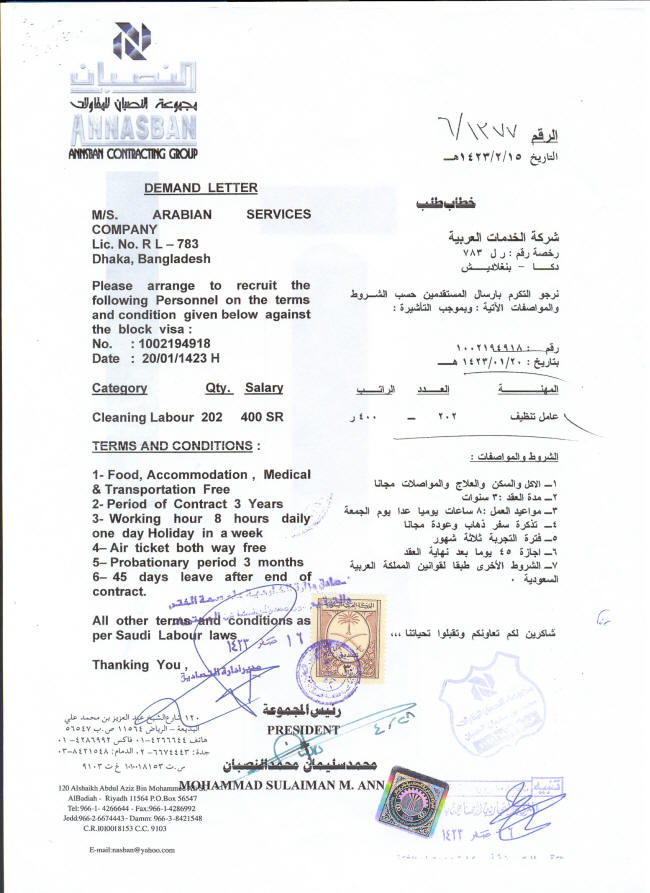 النصبان
مجموعة النصبان للمقاولات
ANNASBAN
ANNSBAN CONTRACTING GROUP
الرقم ٦/١٢٧٧
التاريخ ١٤٢٣/٢/١٥هـ
DEMAND LETTER
M/S. ARABIAN SERVICES
COMPANY
Lic. No. R L – 783
Dhaka, Bangladesh
Please arrange to recruit the
following Personnel on the terms
and condition given below against
the block visa :
No. : 1002194918
Date : 20/01/1423 H
Category Qty. Salary
Cleaning Labour 202 400 SR
TERMS AND CONDITIONS :
1- Food, Accommodation , Medical
& Transportation Free
2- Period of Contract 3 Years
3- Working hour 8 hours daily
one day Holiday in a week
4– Air ticket both way free
5– Probationary period 3 months
6– 45 days leave after end of
contract.
All other terms and conditions as
per Saudi Labour laws
Thanking You ,
خطاب طلب
شركة الخدمات العربية
رخصة رقم : ر ل ٧٨٣
دكـا – بنغلاديـش
نرجو التكرم بارسال المستقدمين حسب الشـروط
والمواصفات الآتية : وبموجب التأشيرة :
رقم : ١٠٠٢١٩٤٩١٨
بتاريخ : ١٤٢٣/٠١/٢٠ هـ
المهنـــة العــدد الراتـب
عامل تنظيف ٢٠٢ – ٤٠٠ ر
الشروط والمواصفات :
١– الاكل والسكن والعلاج والمواصلات مجانا
٢– مدة العقد :٣ سنوات
٣– مواعيد العمل :٨ ساعات يوميا عدا يوم الجمعة
٤– تذكرة سفر ذهاب وعودة مجانا
٥– فترة التجربة ثلاثة شهور
٦– اجازة ٤٥ يوما بعد نهاية العقد
٧– الشروط الأخرى طبقا لقوانين المملكة العربية
السعودية .
شاكرين لكم تعاونكم وتقبلوا تحياتنا ،،،
١٦ صفر ١٤٢٣
رئيس المجموعة
PRESIDENT
محمد سليمان محمد النصبان
MOHAMMAD SULAIMAN M. ANN
١٢٠ شارع الشيخ عبد العزيز بن محمد علي
البديعة – الرياض ١١٥٦٤ ص.ب ٥٦٥٤٧
هاتف ٤٢٦٦٦٤٤-٠١ فاكس ٤٢٨٦٩٩٢-٠١
جدة : ٦٦٧٤٤٤٣-٠٢ الدمام: ٨٤٢١٥٤٨-٠٣
س.ت ١٠١٠٠١٨١٥٣ غ ت ٩١٠٣
120 Alshaikh Abdul Aziz Bin Mohammed
AlBadiah - Riyadh 11564 P.O.Box 56547
Tel:966-1- 4266644 - Fax:966-1-4286992
Jedd:966-2-6674443- Damm: 966-3-8421548
C.R.I0I0018153 C.C. 9103
E-mail:nasban@yahoo.com
تنبيه
١٦ صفر ١٤٢٣